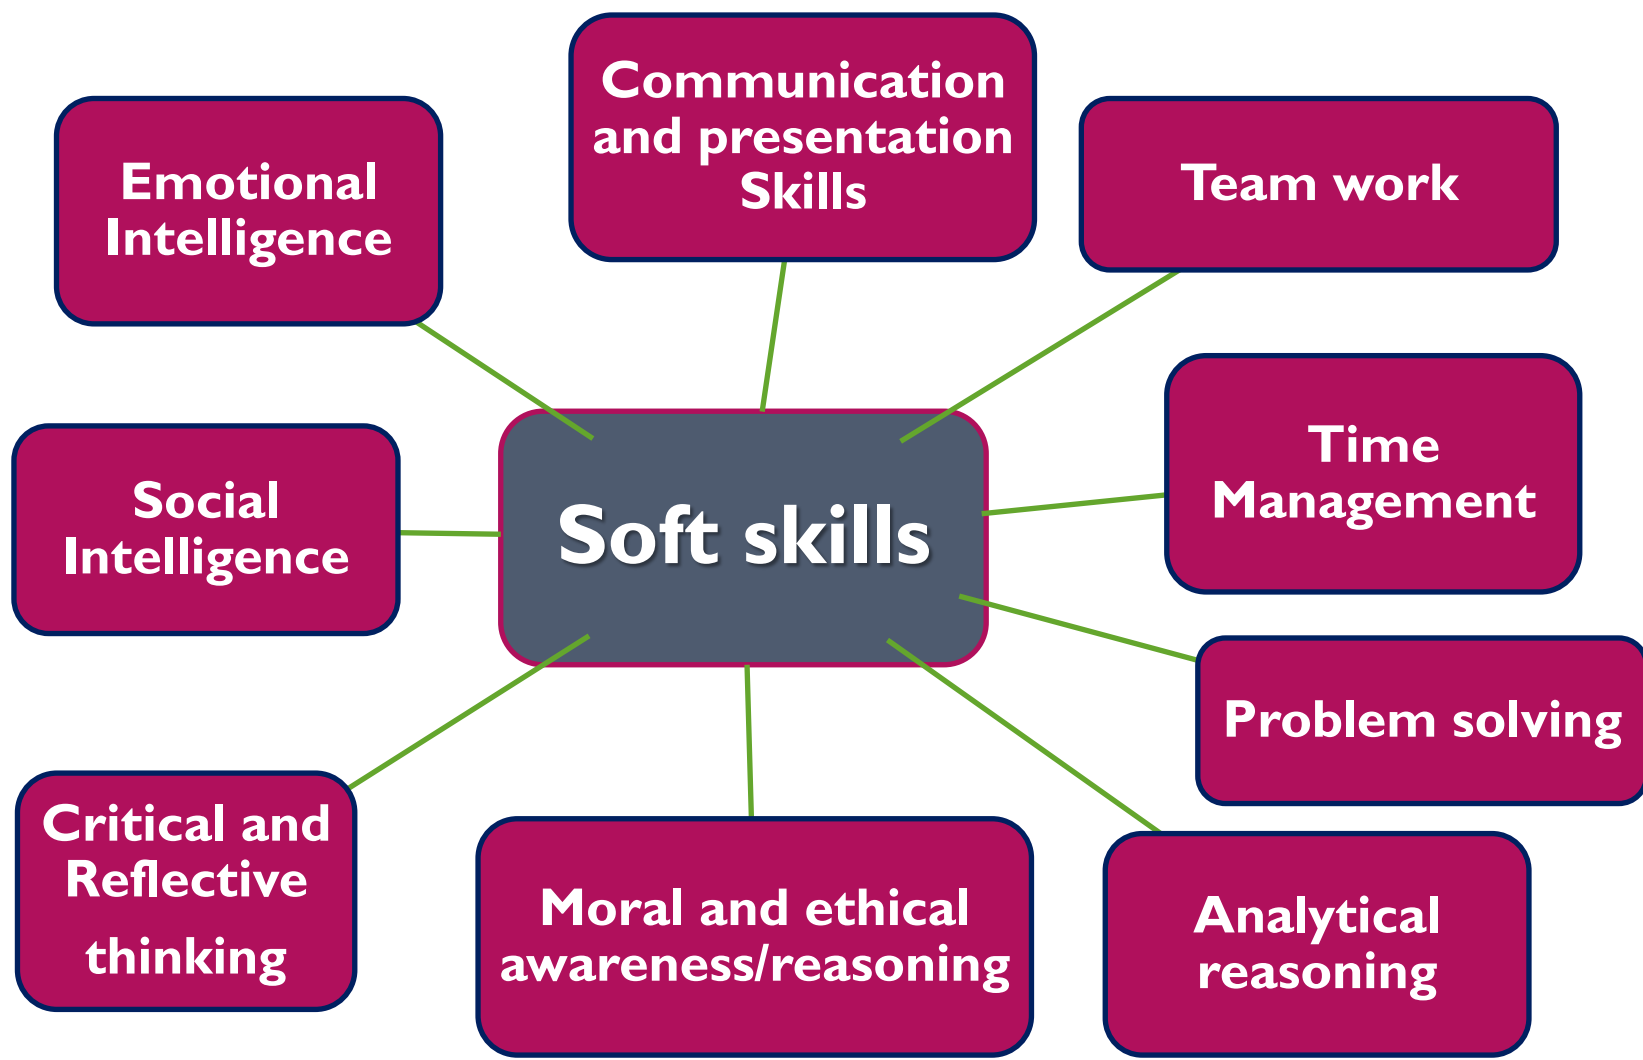 Communication
and presentation
Skills
Emotional
Intelligence
Team work
Time
Management
Soft skills
Social
Intelligence
Problem solving
Critical and
Reflective
thinking
Moral and ethical
awareness/reasoning
Analytical
reasoning